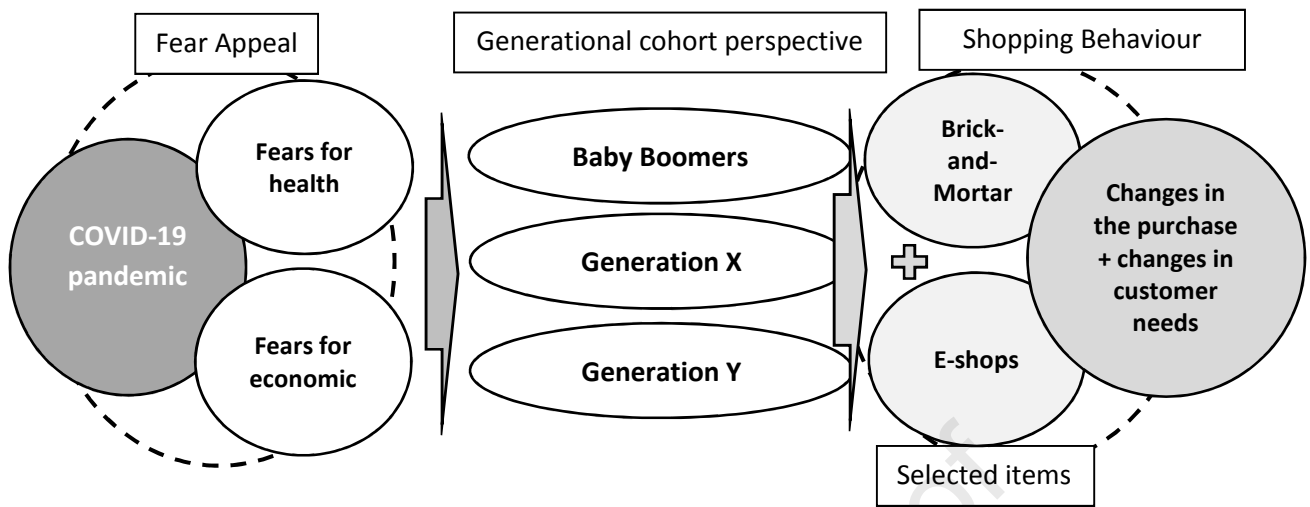 Fear Appeal
Generational cohort perspective
Shopping Behaviour
COVID-19
pandemic
Fears for
health
Fears for
economic
Baby Boomers
Generation X
Generation Y
Brick-
and-
Mortar
E-shops
Changes in
the purchase
+ changes in
customer
needs
Selected items
of